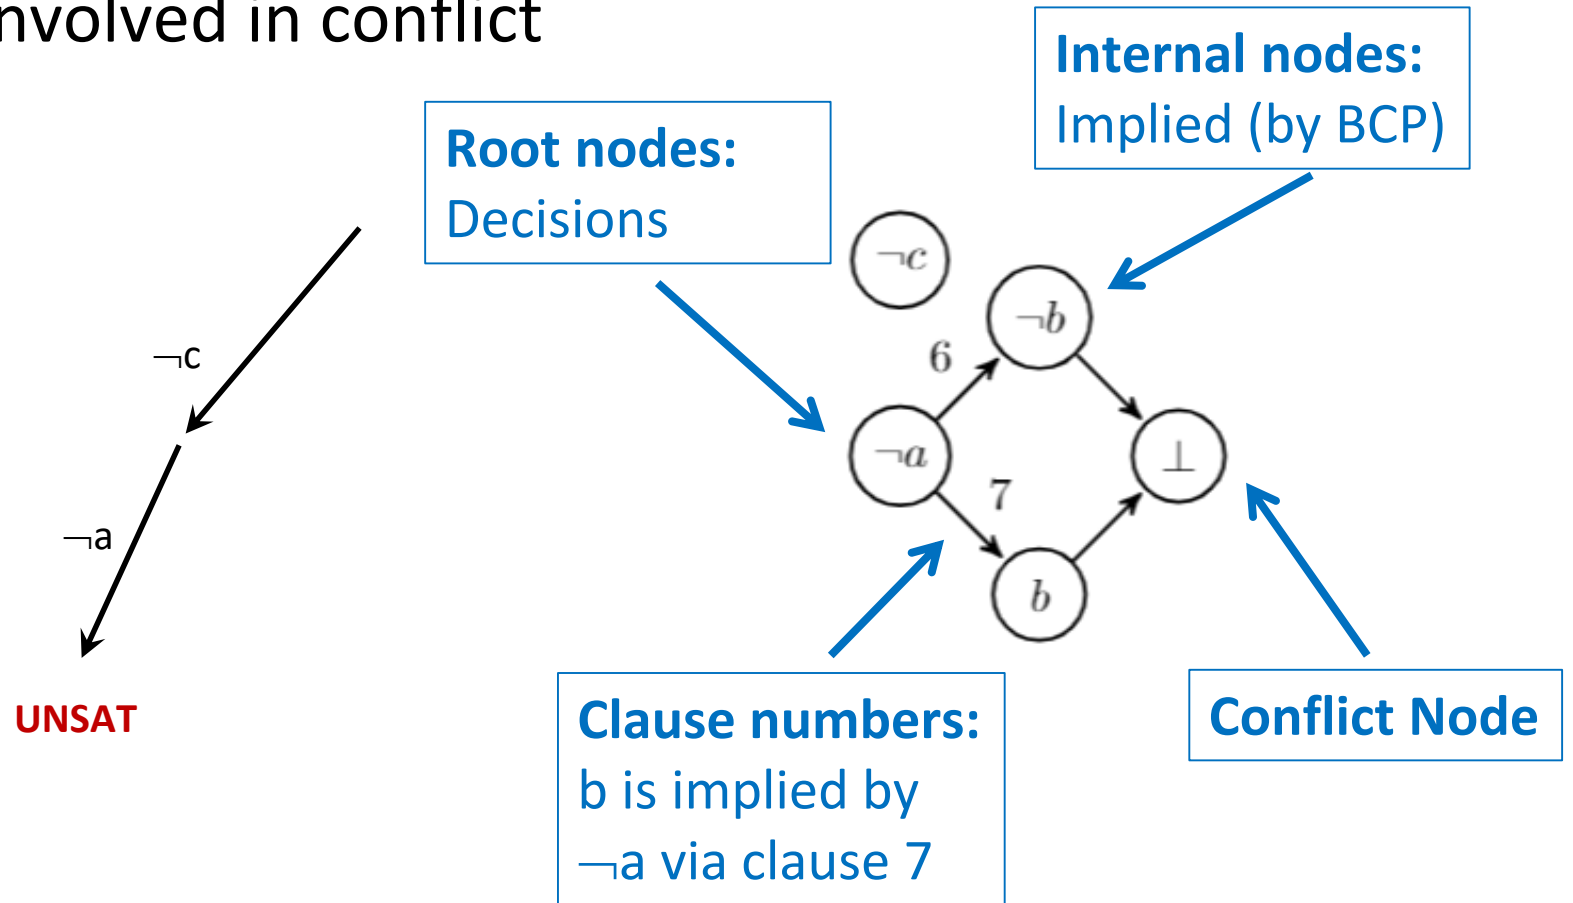 nvolved in conflict
Internal nodes:
Implied (by BCP)
Root nodes:
Decisions
¬c
¬b
¬c
6
¬a
⊥
7
¬a
b
UNSAT
Clause numbers:
b is implied by
¬a via clause 7
Conflict Node